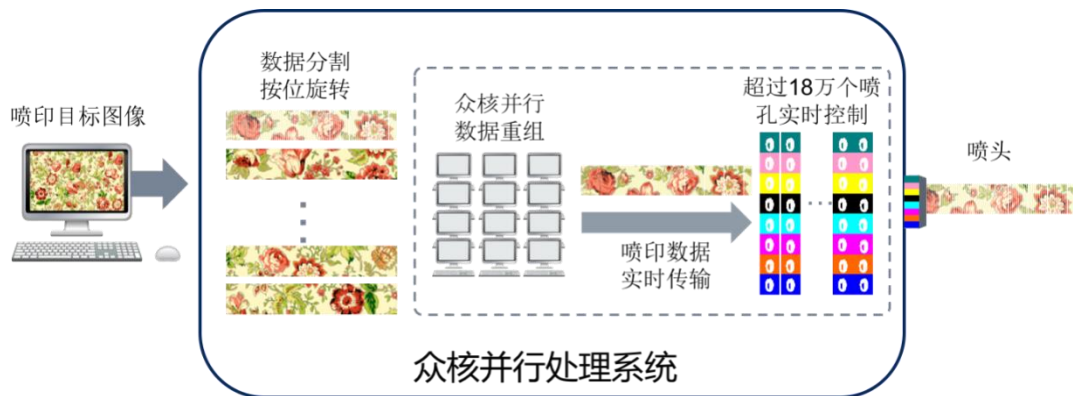 喷印目标图像
数据分割
按位旋转
众核并行
数据重组
喷印数据
实时传输
超过18万个喷
孔实时控制
喷头
众核并行处理系统